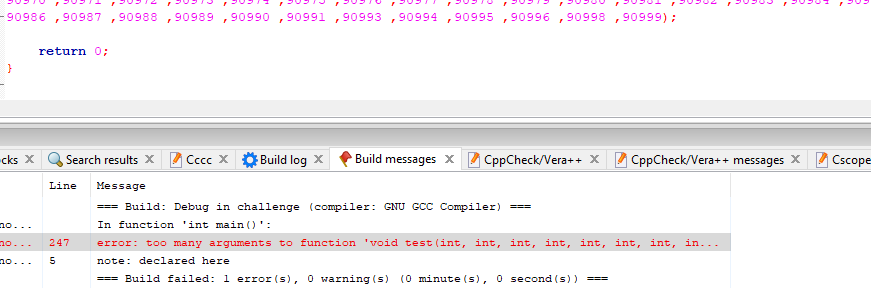 90986 ,90987 ,90988 ,90989 ,90990 ,90991 ,90993 ,90994 ,90995 ,90996 ,90998 ,90999);
return 0;
}
cks X Search results X Cccc X Build log X Build messages X CppCheck/Vera++ X CppCheck/Vera++ messages X Cscope
Line Message
=== Build: Debug in challenge (compiler: GNU GCC Compiler) ===
no... In function 'int main()':
no... 247 error: too many arguments to function 'void test(int, int, int, int, int, int, int, in...
no... 5 note: declared here
=== Build failed: 1 error(s), 0 warning(s) (0 minute(s), 0 second(s)) ===